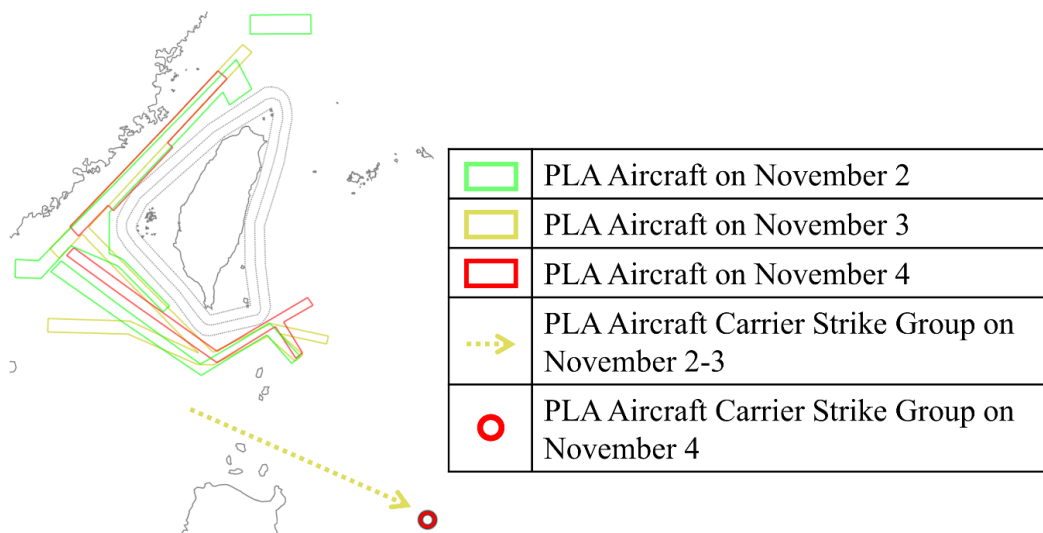 PLA Aircraft on November 2
PLA Aircraft on November 3
PLA Aircraft on November 4
PLA Aircraft Carrier Strike Group on
November 2-3
PLA Aircraft Carrier Strike Group on
November 4